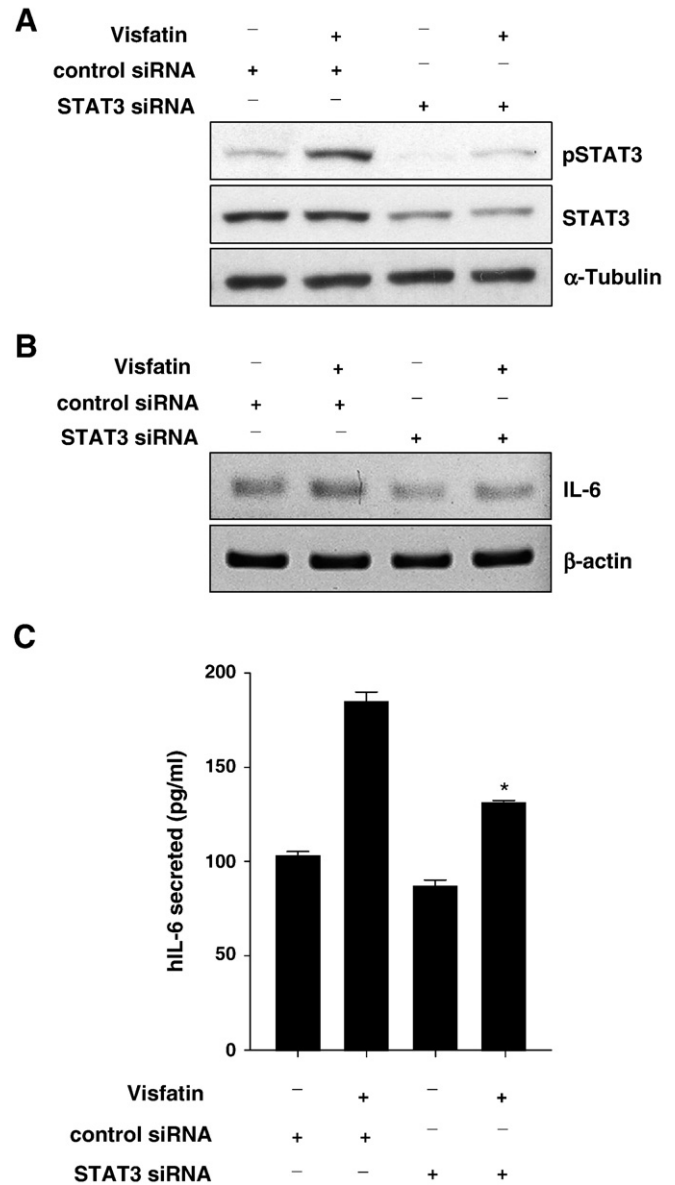 A
Visfatin – + – +
control siRNA + + – –
STAT3 siRNA – – + +
pSTAT3
STAT3
α-Tubulin
B
Visfatin – + – +
control siRNA + + – –
STAT3 siRNA – – + +
IL-6
β-actin
C
200
150
100
50
0
hIL-6 secreted (pg/ml)
*
Visfatin – + – +
control siRNA + + – –
STAT3 siRNA – – + +